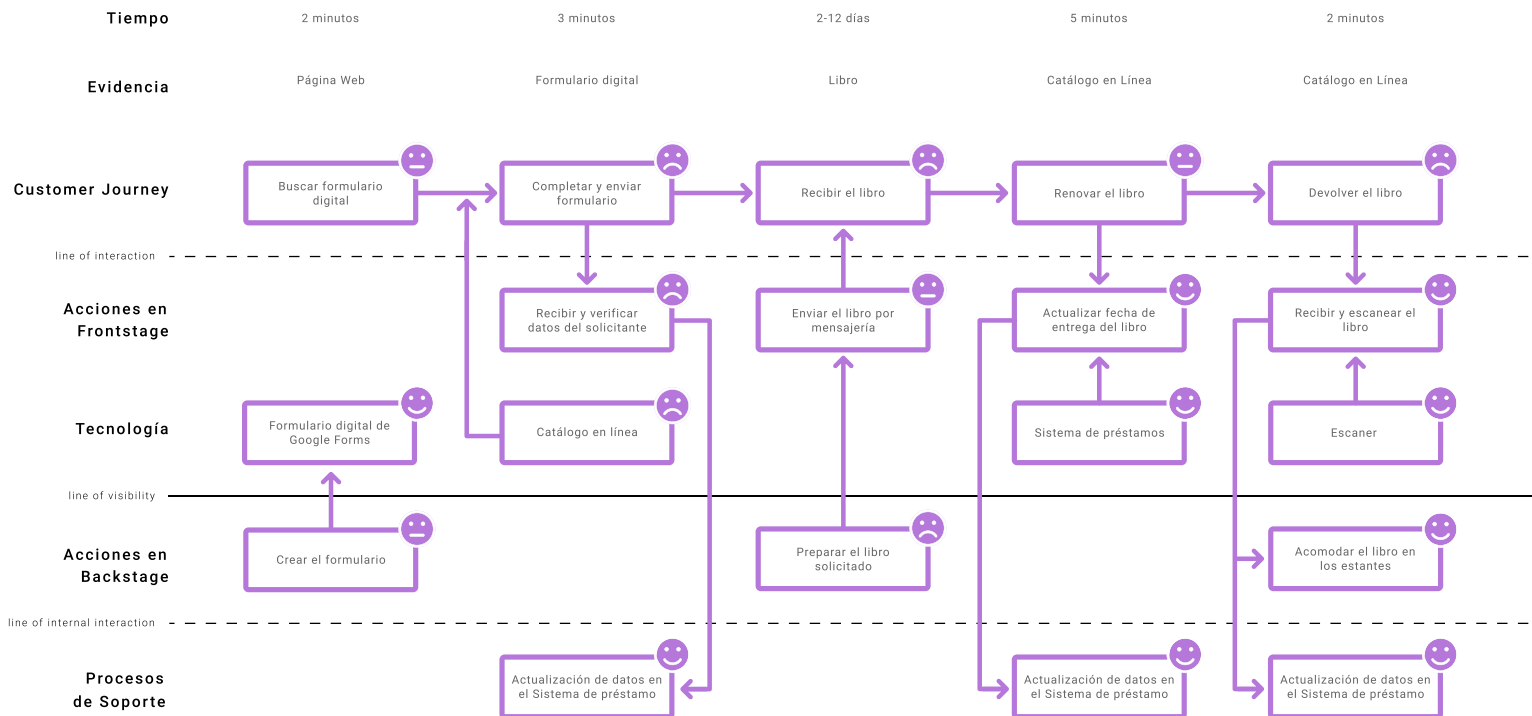 Tiempo
2 minutos
3 minutos
2-12 días
5 minutos
2 minutos
Evidencia
Página Web
Formulario digital
Libro
Catálogo en Línea
Catálogo en Línea
Customer Journey
Buscar formulario
digital
Completar y enviar
formulario
Recibir el libro
Renovar el libro
Devolver el libro
line of interaction
Acciones en
Frontstage
Recibir y verificar
datos del solicitante
Enviar el libro por
mensajería
Actualizar fecha de
entrega del libro
Recibir y escanear el
libro
Tecnología
Formulario digital de
Google Forms
Catálogo en línea
Sistema de préstamos
Escaner
line of visibility
Acciones en
Backstage
Crear el formulario
Preparar el libro
solicitado
Acomodar el libro en
los estantes
line of internal interaction
Procesos
de Soporte
Actualización de datos en
el Sistema de préstamo
Actualización de datos en
el Sistema de préstamo
Actualización de datos en
el Sistema de préstamo